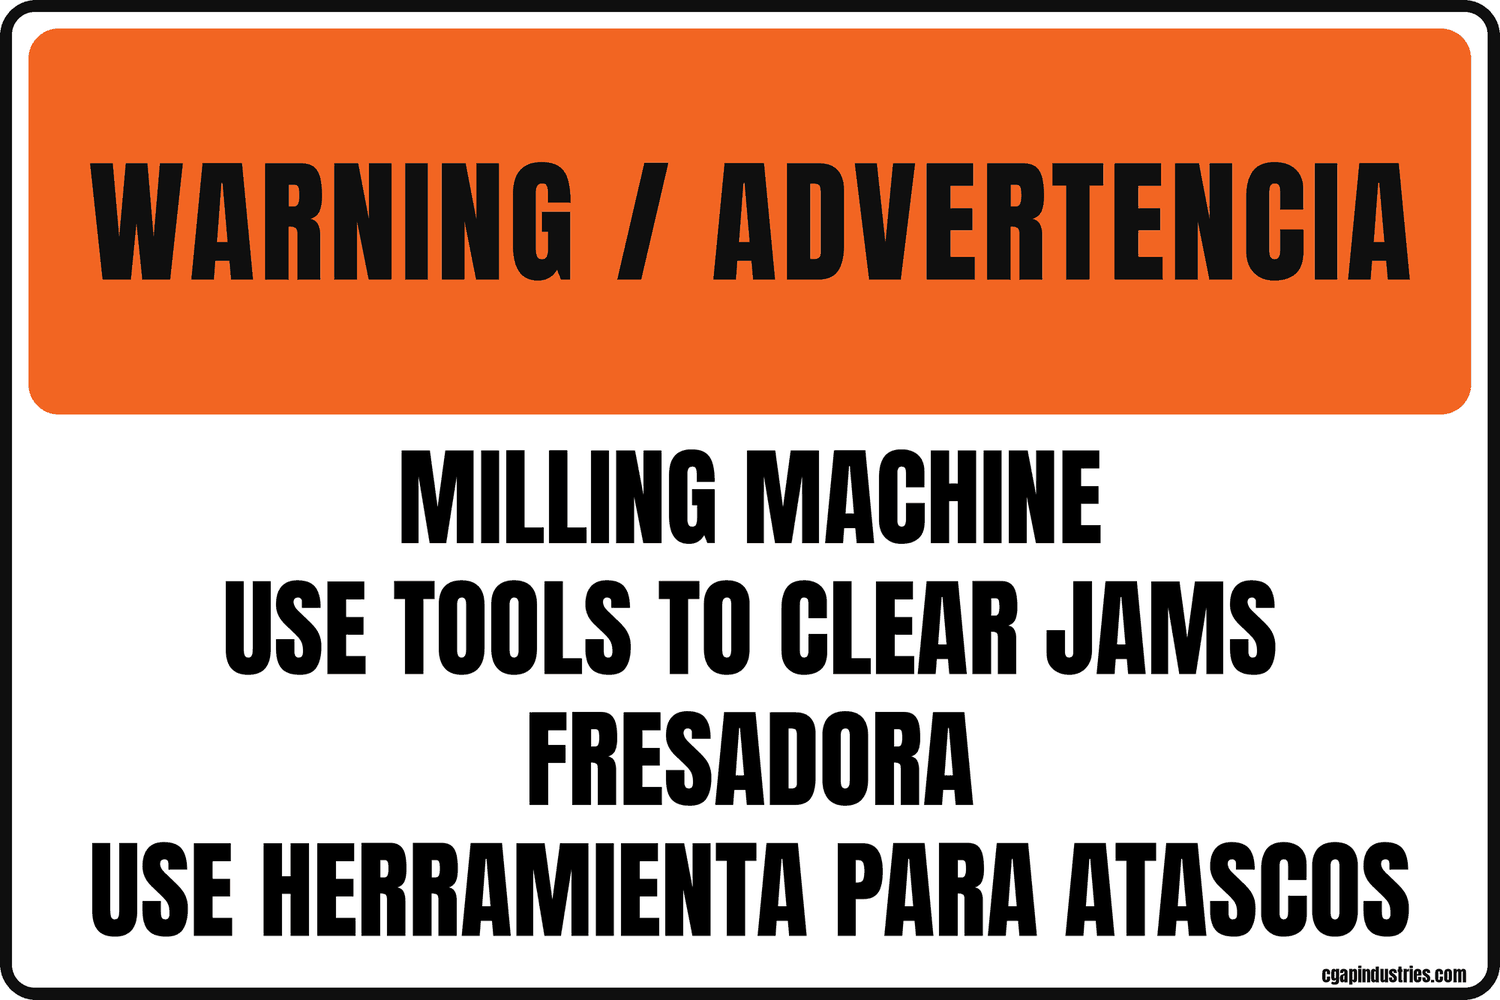 WARNING / ADVERTENCIA
MILLING MACHINE
USE TOOLS TO CLEAR JAMS
FRESADORA
USE HERRAMIENTA PARA ATASCOS
cgapindustries.com